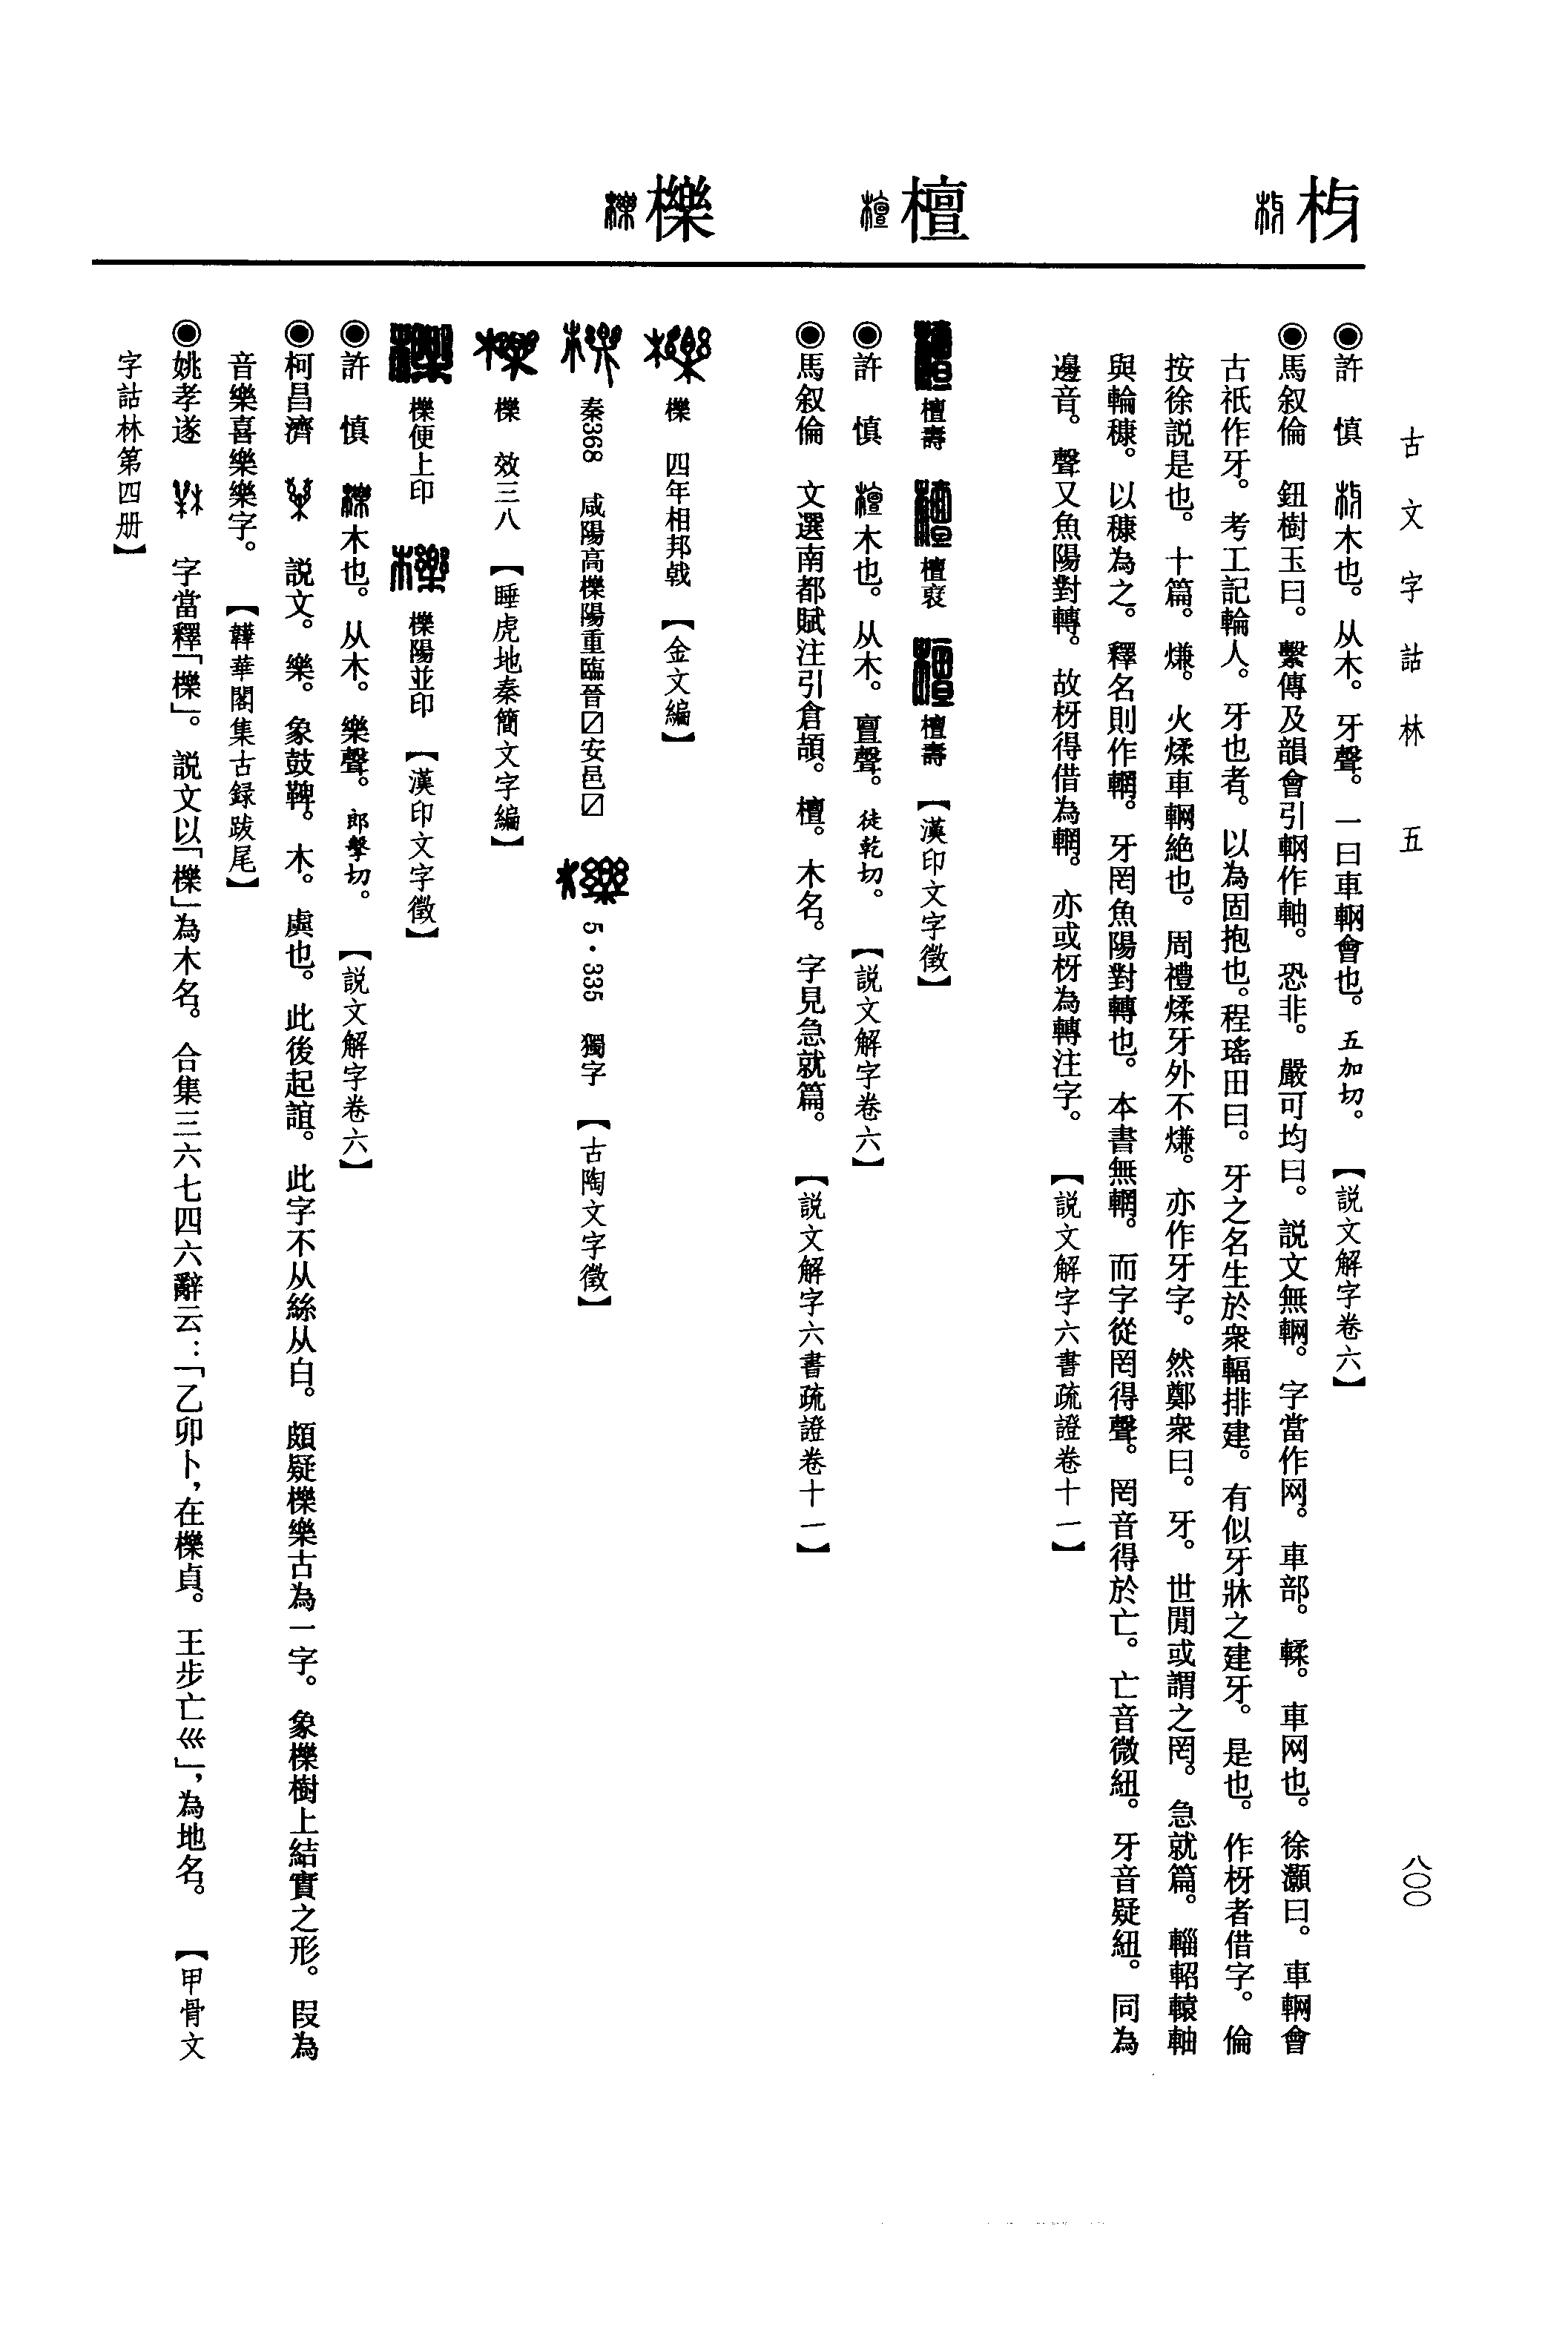 古文字詁林 五
八〇〇
枒
檀
櫟
◉許 慎 木也。从木。牙聲。一曰車輞會也。五加切。 【説文解字卷六】
◉馬叙倫 鈕樹玉曰。繫傳及韻會引輞作軸。恐非。嚴可均曰。説文無輞。字當作网。車部。輮。車网也。徐灝曰。車輞會
古衹作牙。考工記輪人。牙也者。以為固抱也。程瑤田曰。牙之名生於衆輻排建。有似牙牀之建牙。是也。作枒者借字。倫
按徐説是也。十篇。熑。火煣車輞絶也。周禮煣牙外不熑。亦作牙字。然鄭衆曰。牙。世閒或謂之罔。急就篇。輜軺轅軸
與輪䡻。以䡻為之。釋名則作輞。牙罔魚陽對轉也。本書無輞。而字從罔得聲。罔音得於亡。亡音微紐。牙音疑紐。同為
邊音。聲又魚陽對轉。故枒得借為輞。亦或枒為轉注字。 【説文解字六書疏證卷十一】
檀壽 檀裒 檀壽 【漢印文字徵】
◉許 慎 木也。从木。亶聲。徒乾切。 【説文解字卷六】
◉馬叙倫 文選南都賦注引倉頡。檀。木名。字見急就篇。 【説文解字六書疏證卷十一】
櫟 四年相邦戟 【金文編】
秦368 咸陽高櫟陽重臨晉〼安邑〼 5·335 獨字 【古陶文字徵】
櫟 效三八 【睡虎地秦簡文字編】
櫟便上印 櫟陽並印 【漢印文字徵】
◉許 慎 木也。从木。樂聲。郎擊切。 【説文解字卷六】
◉柯昌濟 説文。樂。象鼓鞞。木。虡也。此後起誼。此字不从絲从白。頗疑櫟樂古為一字。象櫟樹上結實之形。叚為
音樂喜樂樂字。 【韡華閣集古録跋尾】
◉姚孝遂 字當釋「櫟」。説文以「櫟」為木名。合集三六七四六辭云：「乙卯卜，在櫟貞。王步亡𡿧」，為地名。 【甲骨文
字詁林第四册】